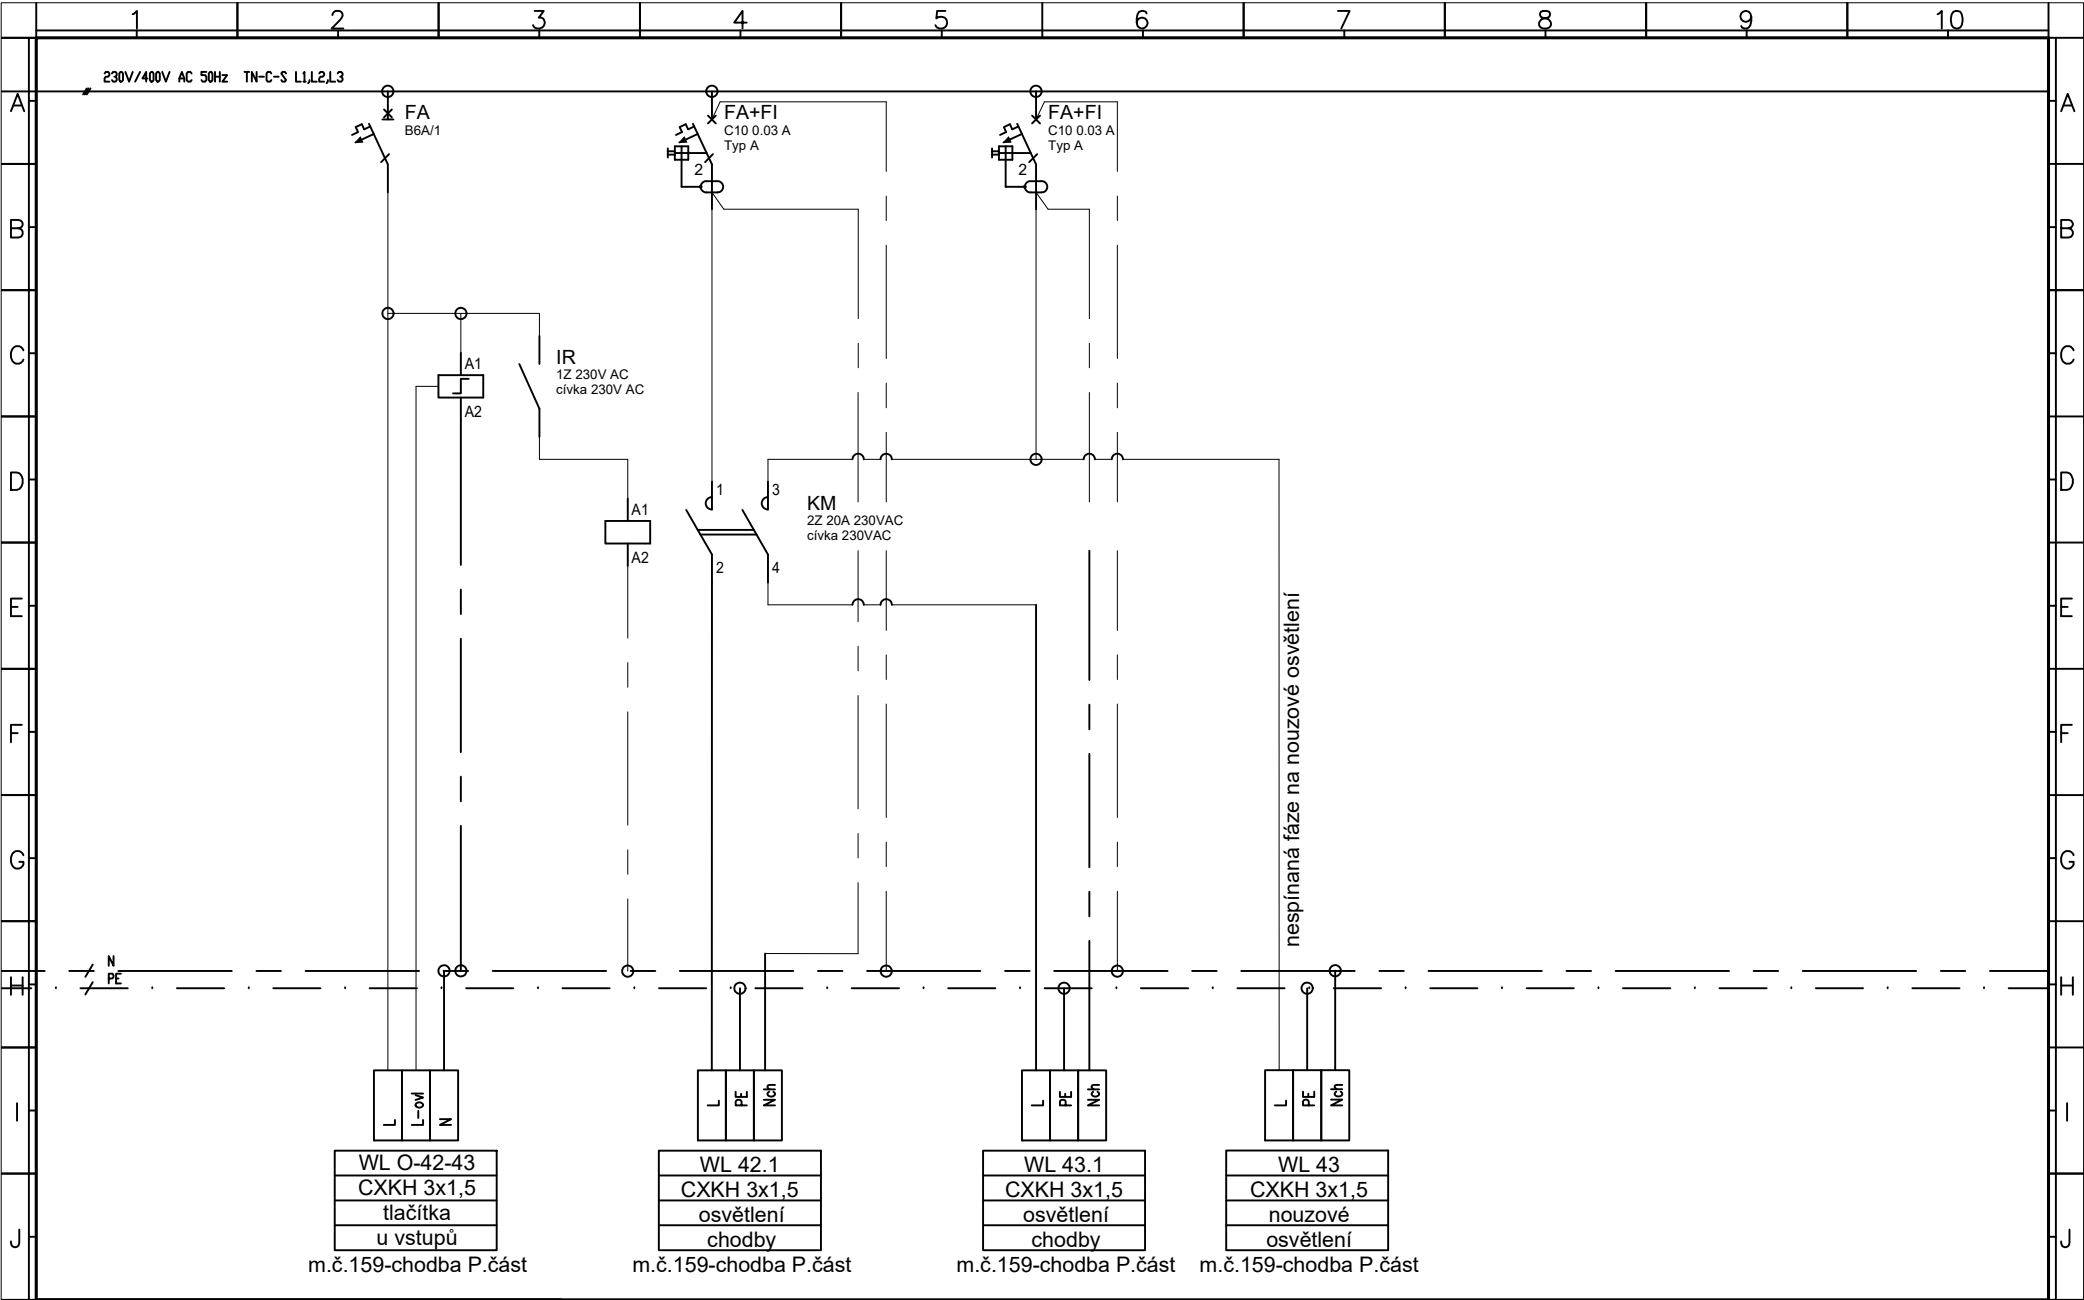 1 2 3 4 5 6 7 8 9 10
230V/400V AC 50Hz TN-C-S L1,L2,L3
A A
FA
B6A/1
FA+FI
C10 0.03 A
Typ A
2
FA+FI
C10 0.03 A
Typ A
2
B B
C C
A1
A2
IR
1Z 230V AC
cívka 230V AC
D D
A1
A2
1 3
KM
2Z 20A 230VAC
cívka 230VAC
2 4
E E
nespínaná fáze na nouzové osvětlení
F F
G G
N
PE
H H
I I
L L-ovl N
L PE Nch
L PE Nch
L PE Nch
WL O-42-43
CXKH 3x1,5
tlačítka
u vstupů
m.č.159-chodba P.část
WL 42.1
CXKH 3x1,5
osvětlení
chodby
m.č.159-chodba P.část
WL 43.1
CXKH 3x1,5
osvětlení
chodby
m.č.159-chodba P.část
WL 43
CXKH 3x1,5
nouzové
osvětlení
m.č.159-chodba P.část
J J